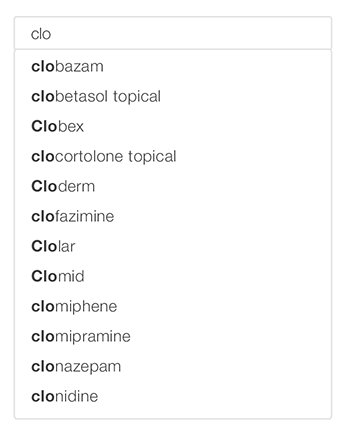 clo
clobazam
clobetasol topical
Clobex
clocortolone topical
Cloderm
clofazimine
Clolar
Clomid
clomiphene
clomipramine
clonazepam
clonidine